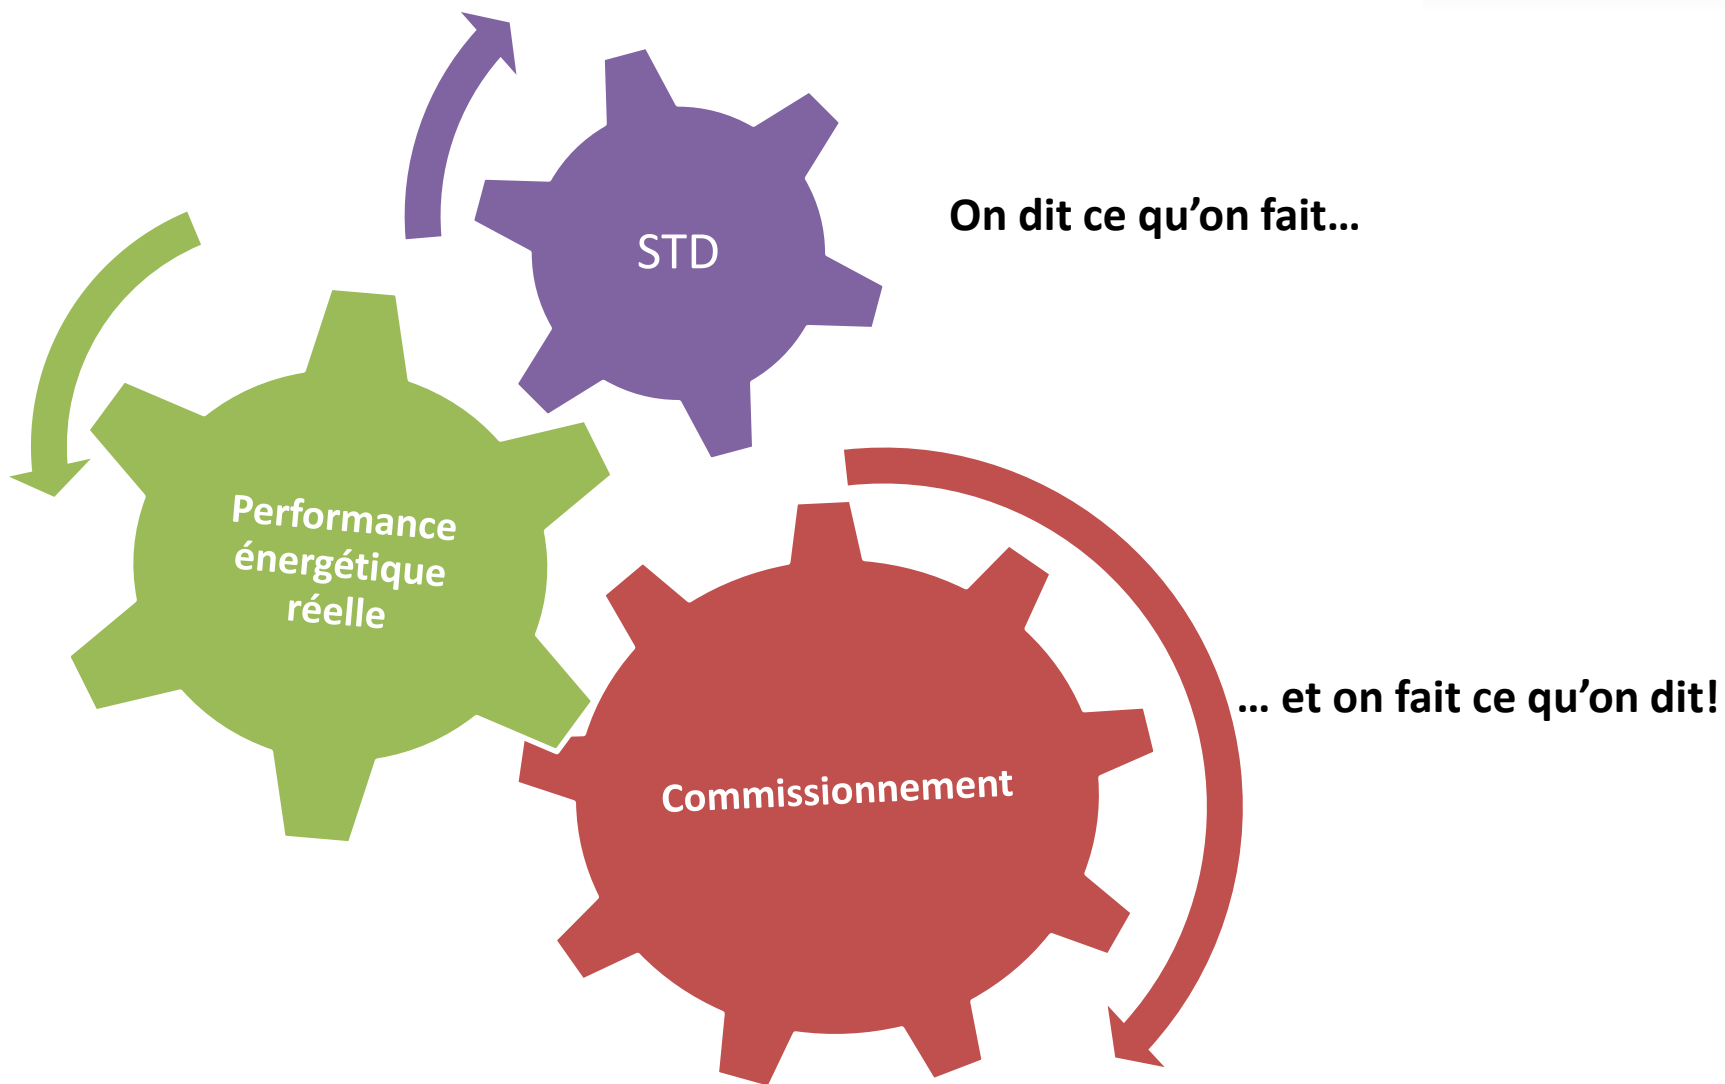 STD
On dit ce qu’on fait…
Performance
énergétique
réelle
… et on fait ce qu’on dit!
Commissionnement